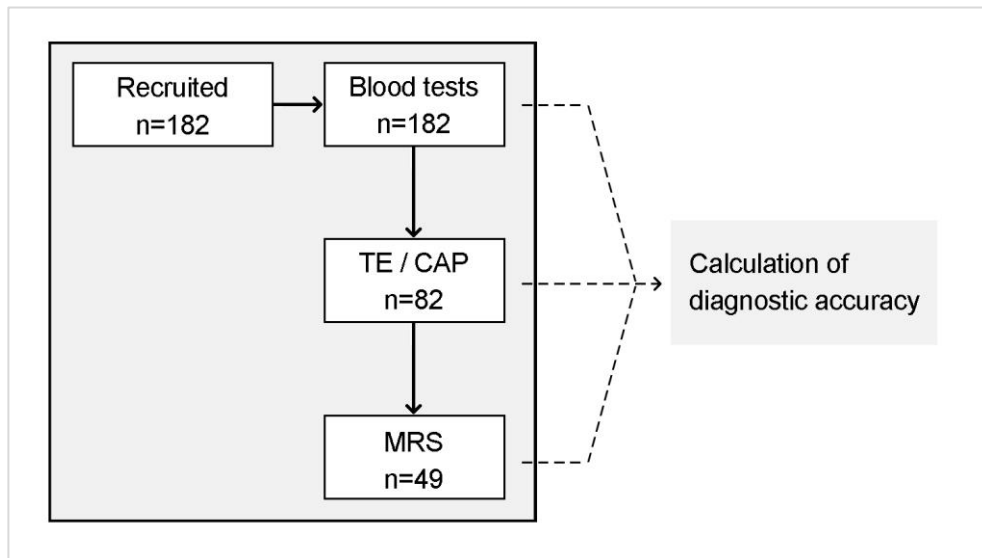 Recruited
n=182
Blood tests
n=182
TE / CAP
n=82
MRS
n=49
Calculation of
diagnostic accuracy